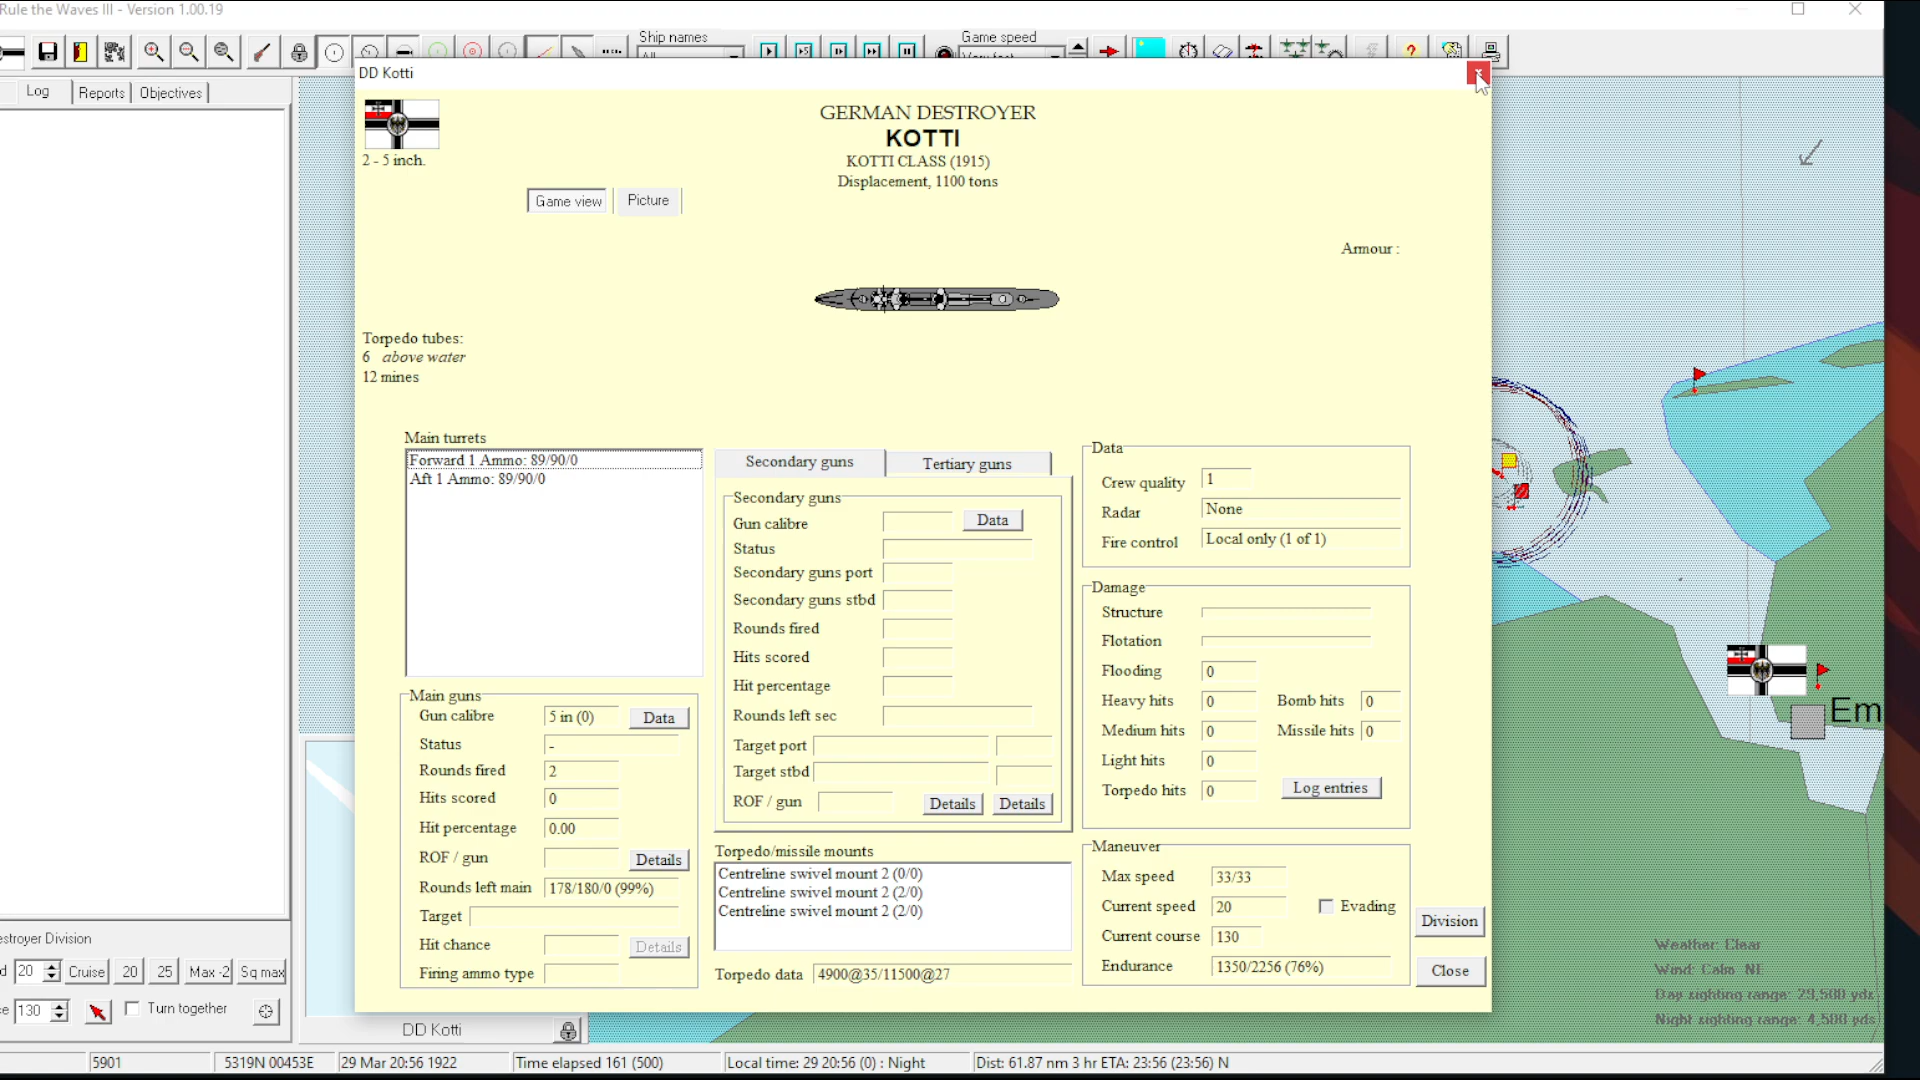 Rule the Waves III - Version 1.00.19
Ship names
Game speed
Log
Reports
Objectives
DD Kotti
GERMAN DESTROYER
KOTTI
KOTTI CLASS (1915)
Displacement, 1100 tons
2 - 5 inch.
Game view
Picture
Armour :
Torpedo tubes:
6 above water
12 mines
Main turrets
Forward 1 Ammo: 89/90/0
Aft 1 Ammo: 89/90/0
Main guns
Gun calibre 5 in (0) Data
Status -
Rounds fired 2
Hits scored 0
Hit percentage 0.00
ROF / gun Details
Rounds left main 178/180/0 (99%)
Target
Hit chance Details
Firing ammo type
Secondary guns
Tertiary guns
Secondary guns
Gun calibre Data
Status
Secondary guns port
Secondary guns stbd
Rounds fired
Hits scored
Hit percentage
Rounds left sec
Target port
Target stbd
ROF / gun Details Details
Torpedo/missile mounts
Centreline swivel mount 2 (0/0)
Centreline swivel mount 2 (2/0)
Centreline swivel mount 2 (2/0)
Torpedo data 4900@35/11500@27
Data
Crew quality 1
Radar None
Fire control Local only (1 of 1)
Damage
Structure
Flotation
Flooding 0
Heavy hits 0 Bomb hits 0
Medium hits 0 Missile hits 0
Light hits 0
Torpedo hits 0 Log entries
Maneuver
Max speed 33/33
Current speed 20 Evading
Current course 130
Endurance 1350/2256 (76%)
Division
Close
Em
Weather: Clear
Wind: Calm NE
Day sighting range: 29,500 yds
Night sighting range: 4,500 yds
estroyer Division
20 Cruise 20 25 Max -2 Sq max
130 Turn together
DD Kotti
5901
5319N 00453E
29 Mar 20:56 1922
Time elapsed 161 (500)
Local time: 29 20:56 (0) : Night
Dist: 61.87 nm 3 hr ETA: 23:56 (23:56) N